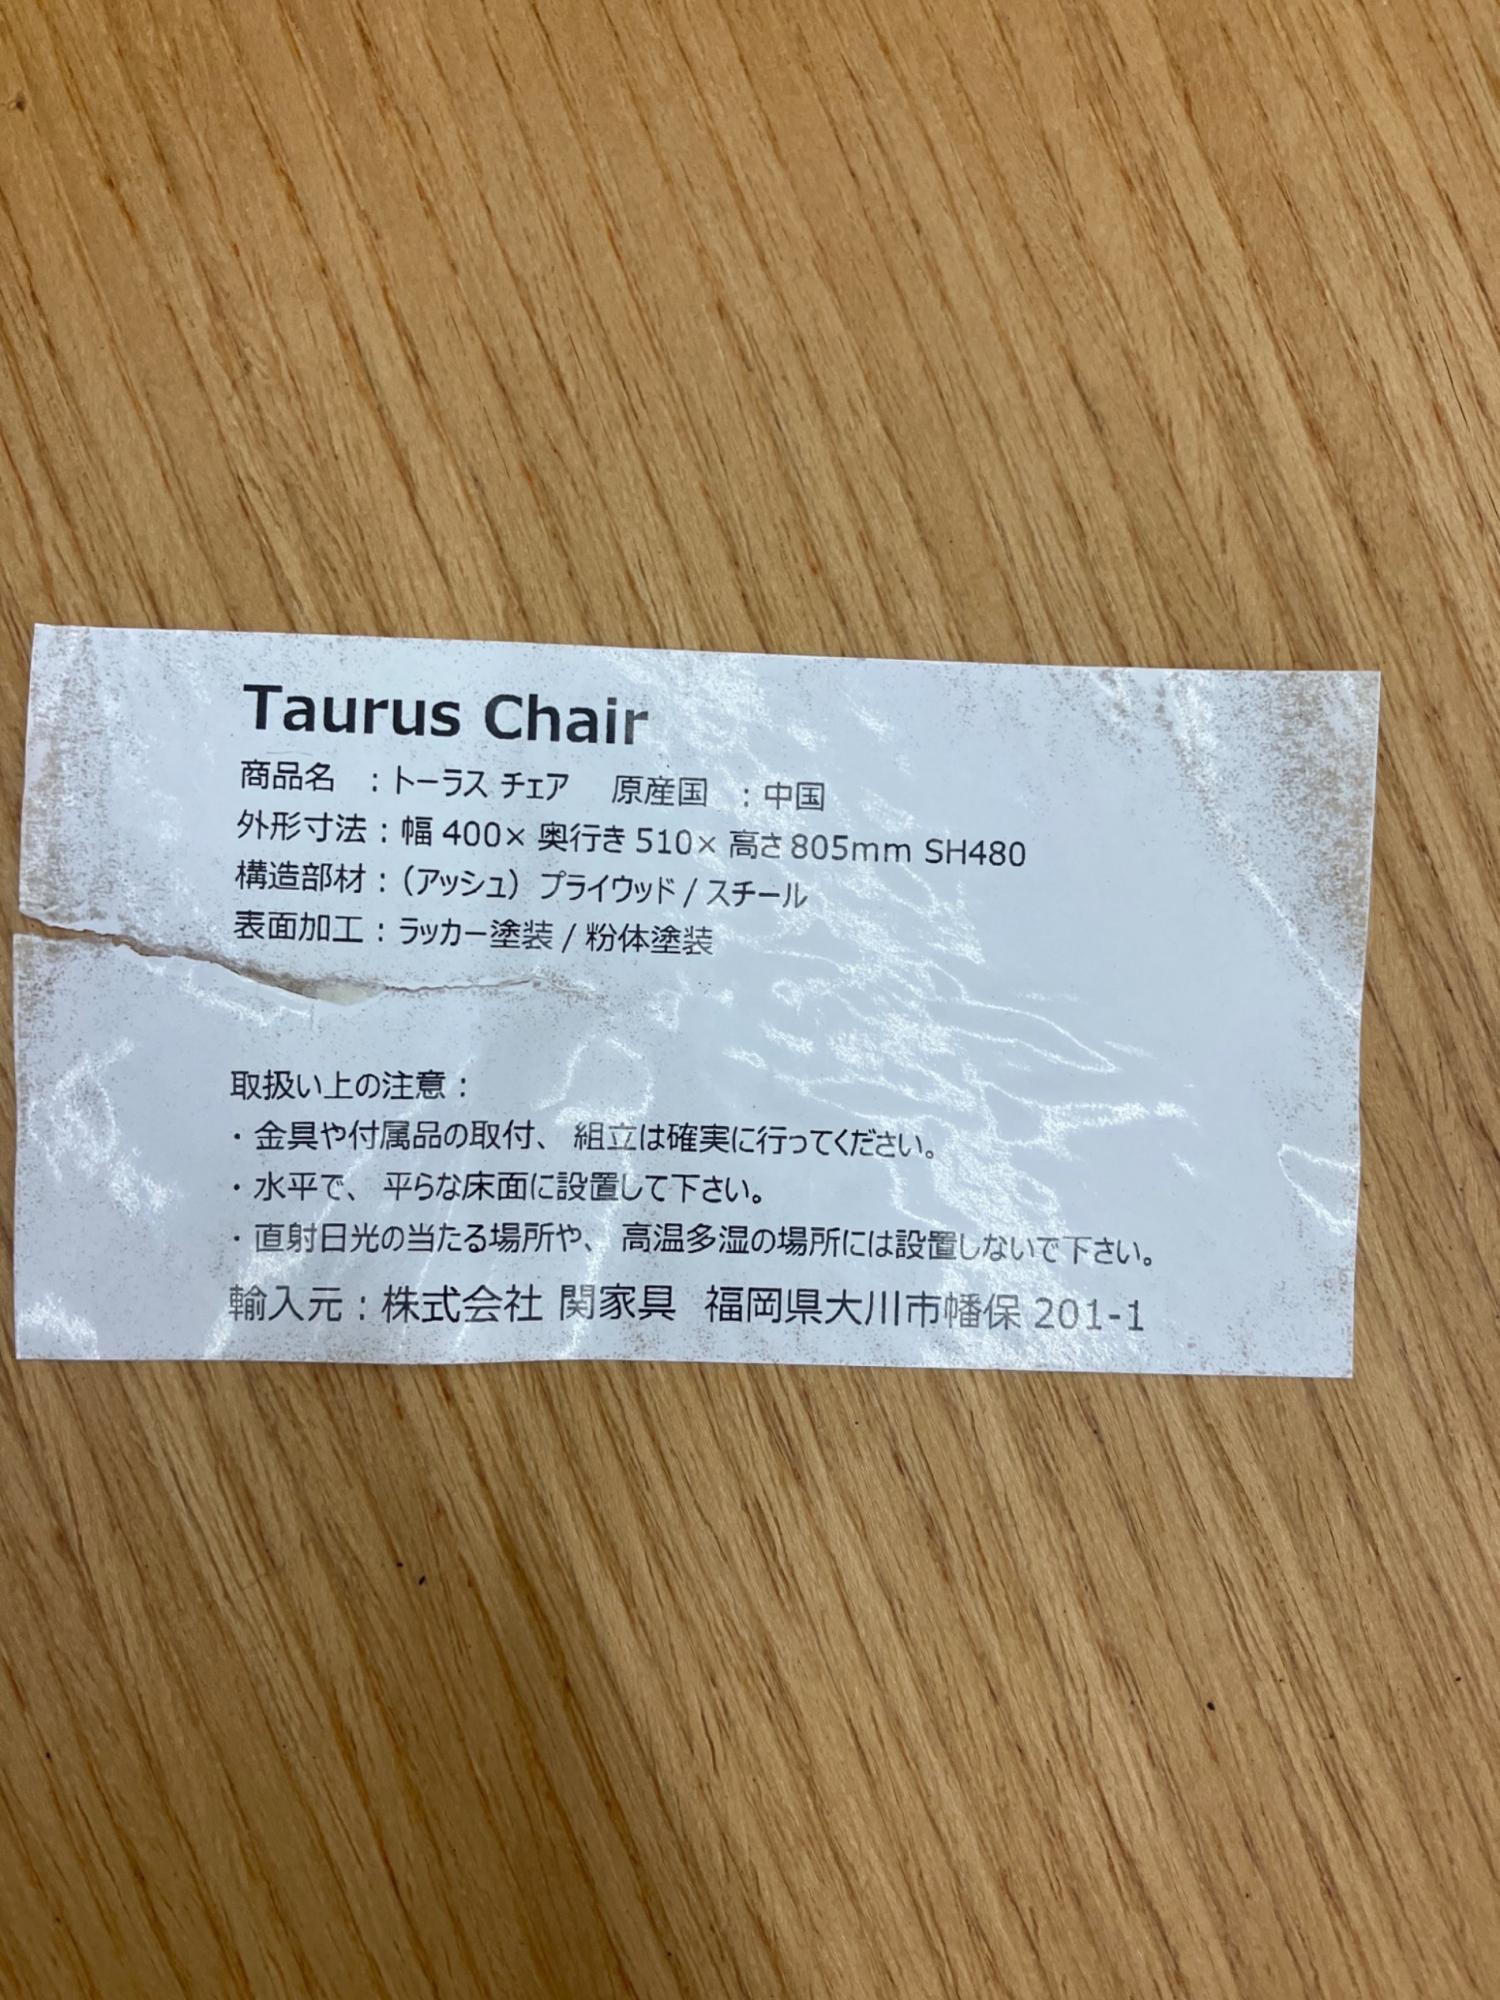 Taurus Chair
商品名 : トーラス チェア 原産国 : 中国
外形寸法 : 幅 400× 奥行き 510× 高さ 805mm SH480
構造部材 : （アッシュ）プライウッド / スチール
表面加工 : ラッカー塗装 / 粉体塗装
取扱い上の注意 :
・金具や付属品の取付、 組立は確実に行ってください。
・水平で、 平らな床面に設置して下さい。
・直射日光の当たる場所や、 高温多湿の場所には設置しないで下さい。
輸入元 : 株式会社 関家具 福岡県大川市幡保 201-1